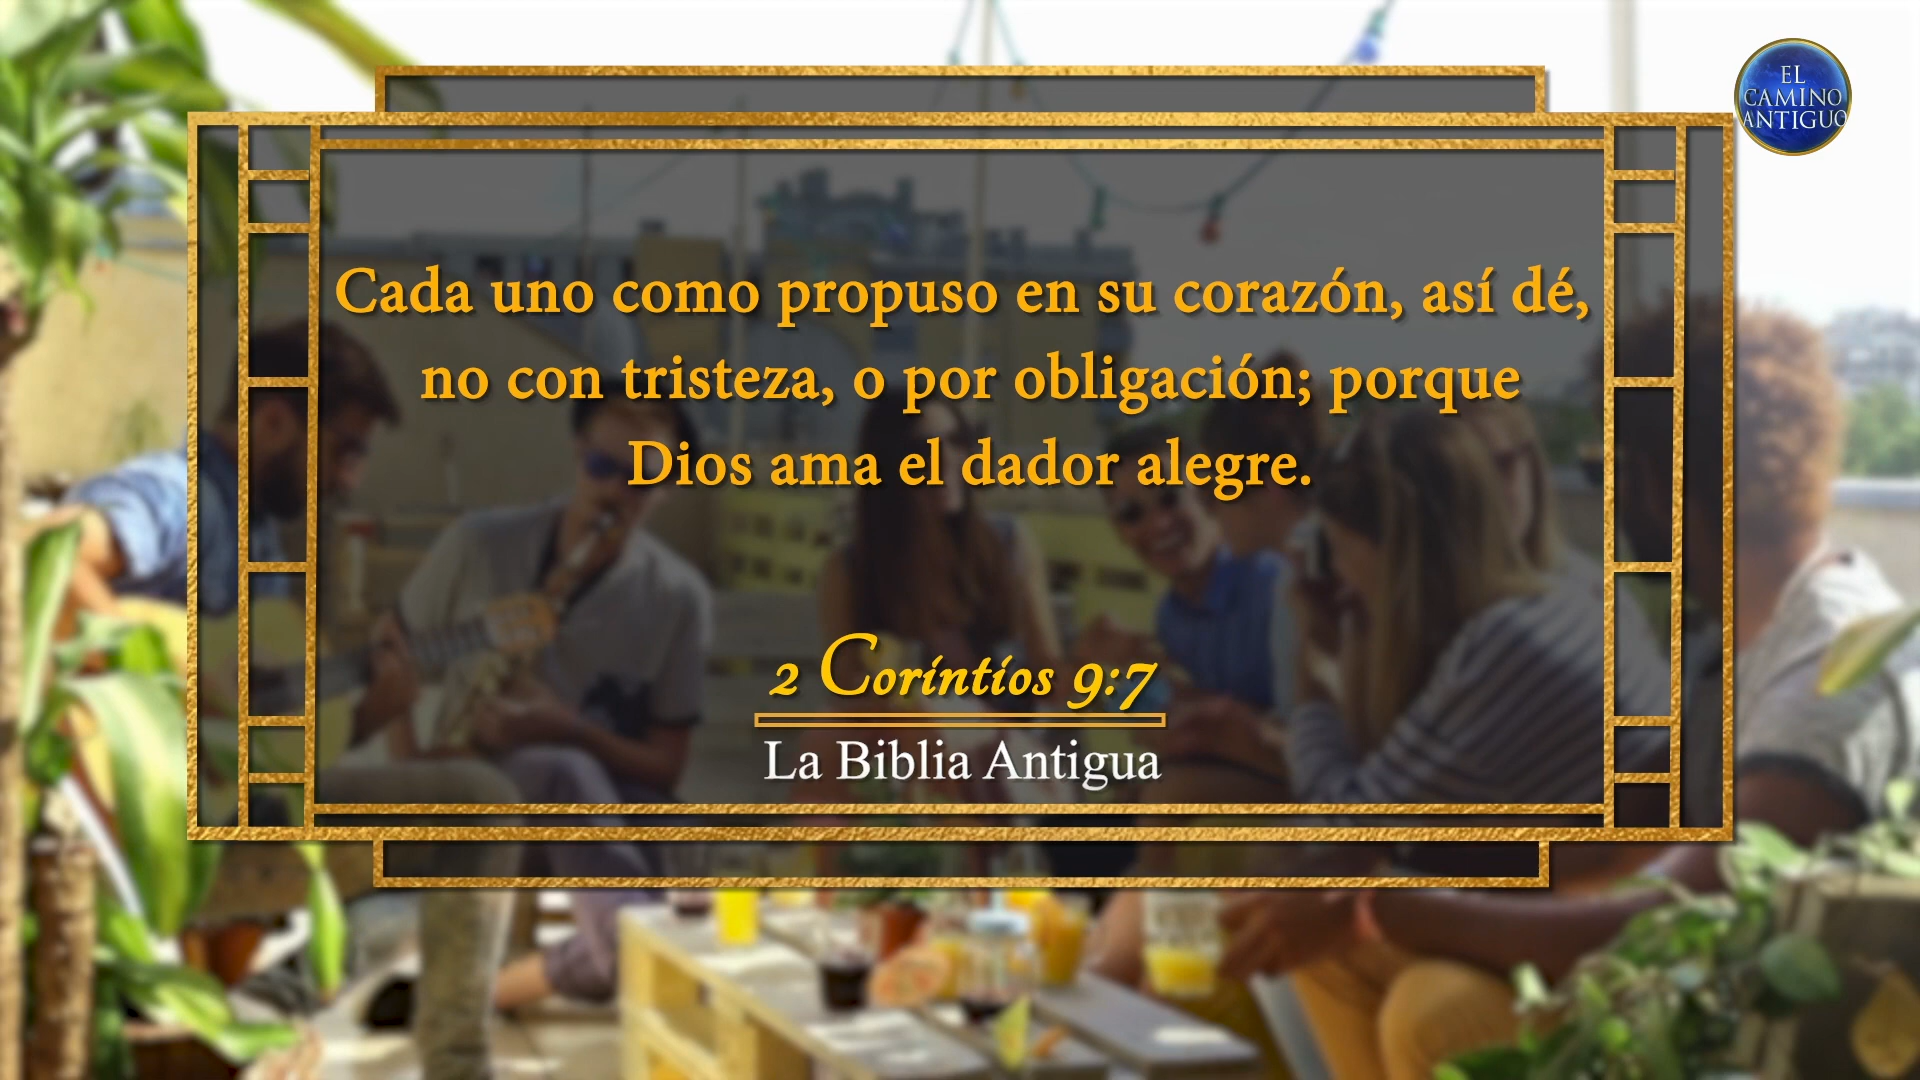 EL
CAMINO
ANTIGUO
Cada uno como propuso en su corazón, así dé,
no con tristeza, o por obligación; porque
Dios ama el dador alegre.
2 Coríntíos 9:7
La Biblia Antigua